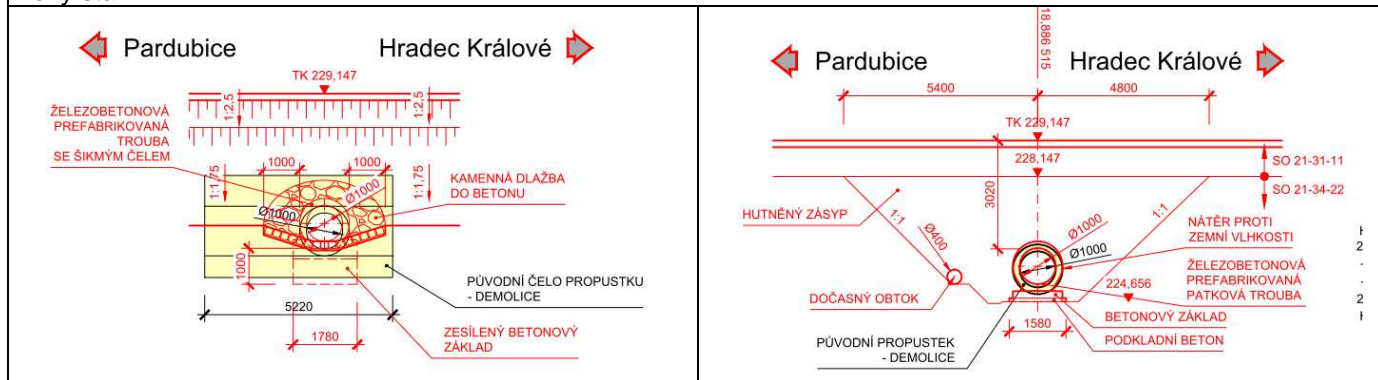 Pardubice
Hradec Králové
TK 229,147
1:2,5
1:2,5
ŽELEZOBETONOVÁ
PREFABRIKOVANÁ
TROUBA
SE ŠIKMÝM ČELEM
1000
1000
1:1,75
1:1,75
KAMENNÁ DLAŽBA
DO BETONU
Ø1000
Ø1000
1000
PŮVODNÍ ČELO PROPUSTKU
- DEMOLICE
5220
1780
ZESÍLENÝ BETONOVÝ
ZÁKLAD
18,886 515
Pardubice
Hradec Králové
5400
4800
TK 229,147
228,147
SO 21-31-11
SO 21-34-22
3020
HUTNĚNÝ ZÁSYP
1:1
1:1
Ø400
Ø1000
Ø1000
NÁTĚR PROTI
ZEMNÍ VLHKOSTI
ŽELEZOBETONOVÁ
PREFABRIKOVANÁ
PATKOVÁ TROUBA
224,656
DOČASNÝ OBTOK
1580
BETONOVÝ ZÁKLAD
PODKLADNÍ BETON
PŮVODNÍ PROPUSTEK
- DEMOLICE